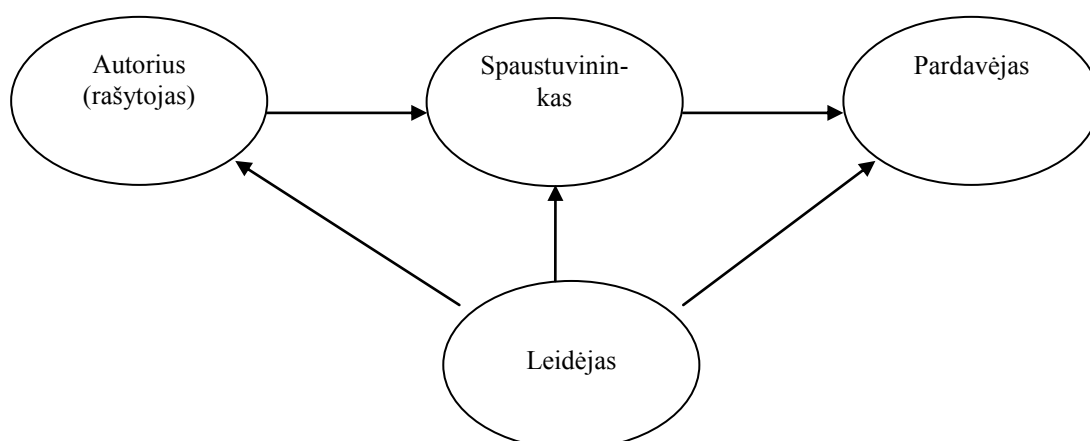 Autorius
(rašytojas)
Spaustuvinin-
kas
Pardavėjas
Leidėjas